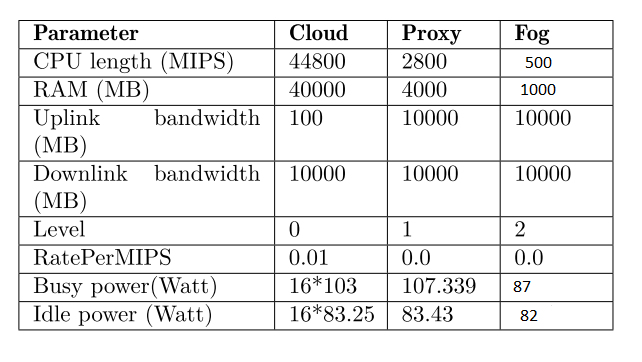 Parameter Cloud Proxy Fog
CPU length (MIPS) 44800 2800 500
RAM (MB) 40000 4000 1000
Uplink bandwidth 100 10000 10000
(MB)
Downlink bandwidth 10000 10000 10000
(MB)
Level 0 1 2
RatePerMIPS 0.01 0.0 0.0
Busy power(Watt) 16*103 107.339 87
Idle power (Watt) 16*83.25 83.43 82